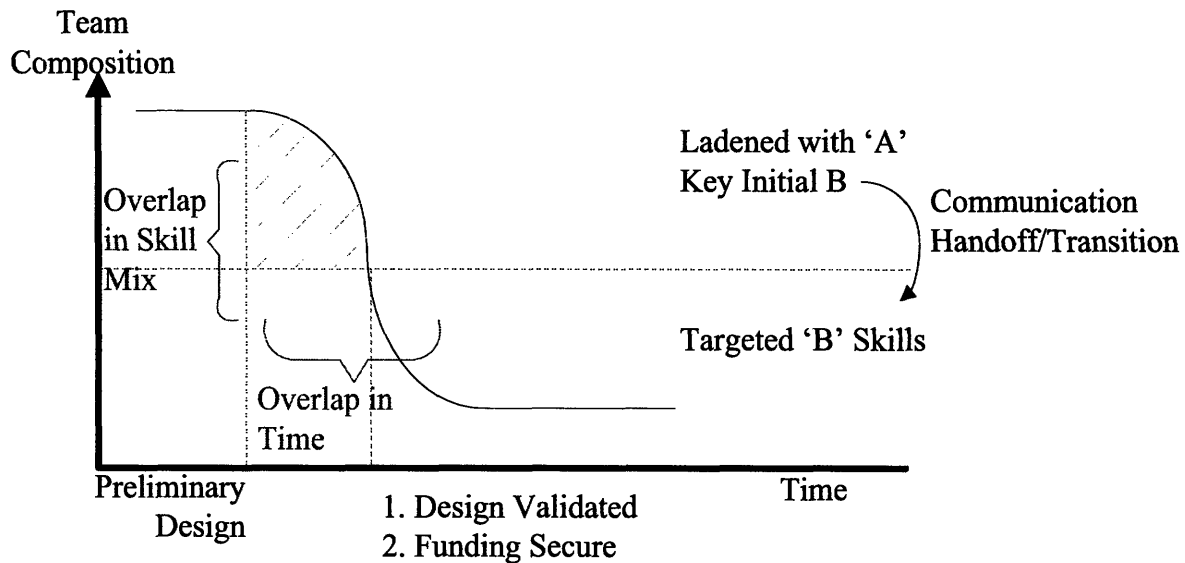 Team
Composition
Ladened with ‘A’
Key Initial B
Communication
Handoff/Transition
Overlap
in Skill
Mix
Targeted ‘B’ Skills
Overlap in
Time
Preliminary
Design
Time
1. Design Validated
2. Funding Secure